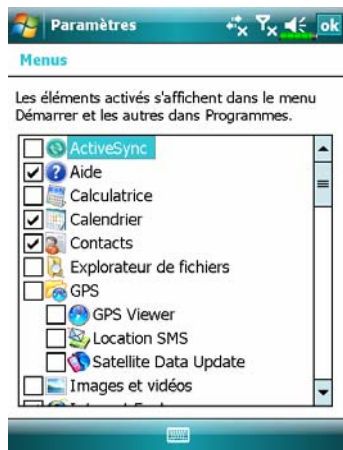 Paramètres
ok
Menus
Les éléments activés s'affichent dans le menu
Démarrer et les autres dans Programmes.
ActiveSync
Aide
Calculatrice
Calendrier
Contacts
Explorateur de fichiers
GPS
GPS Viewer
Location SMS
Satellite Data Update
Images et vidéos